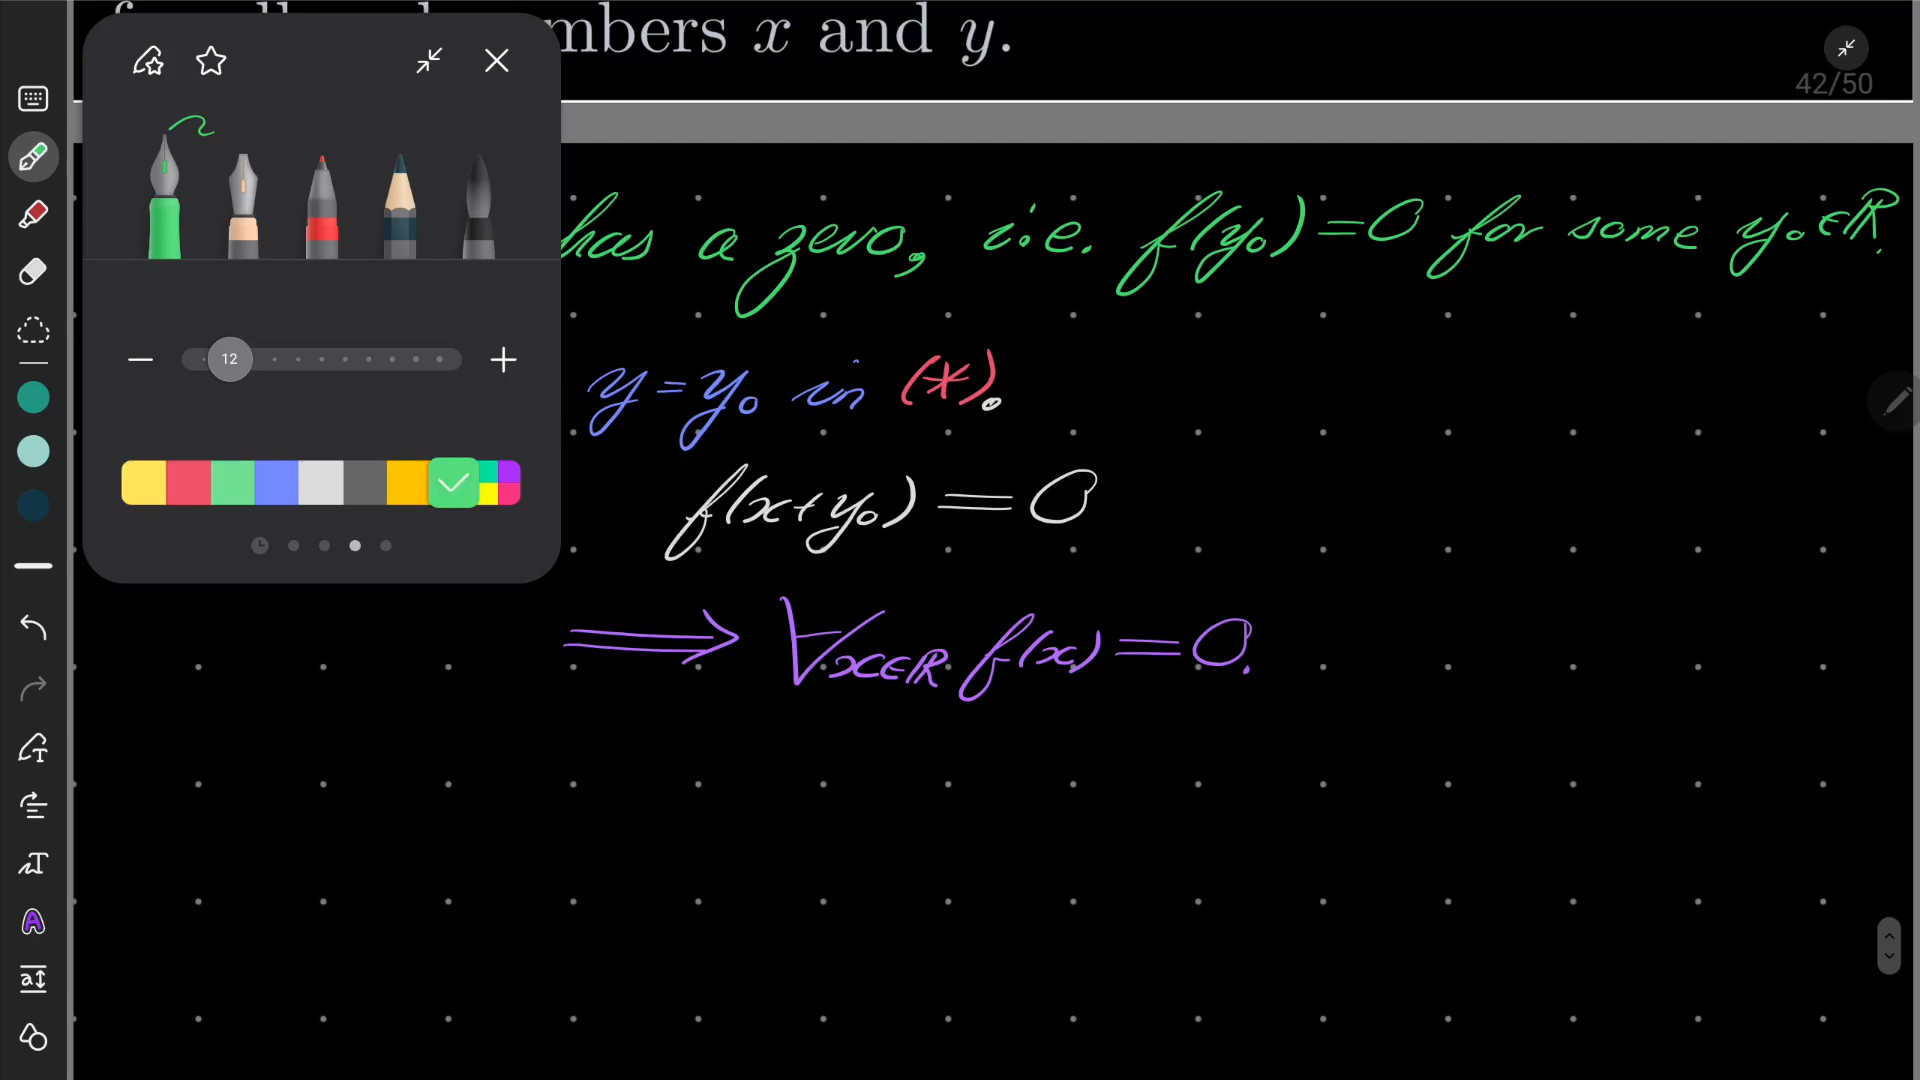 mbers x and y.
42/50
has a zero, i.e. f(y₀)=0 for some y₀∈ℝ.
12
y=y₀ in (*).
f(x+y₀)=0
⟹ ∀x∈ℝ f(x)=0.